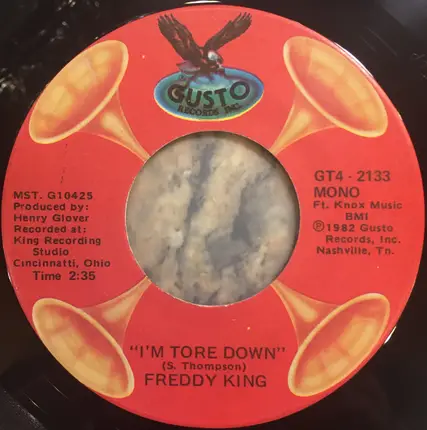 GUSTO
RECORDS INC.
MST. G10425
Produced by:
Henry Glover
Recorded at:
King Recording
Studio
Cincinnatti, Ohio
Time 2:35
GT4 - 2133
MONO
Ft. Knox Music
BMI
℗1982 Gusto
Records, Inc.
Nashville, Tn.
"I'M TORE DOWN"
(S. Thompson)
FREDDY KING